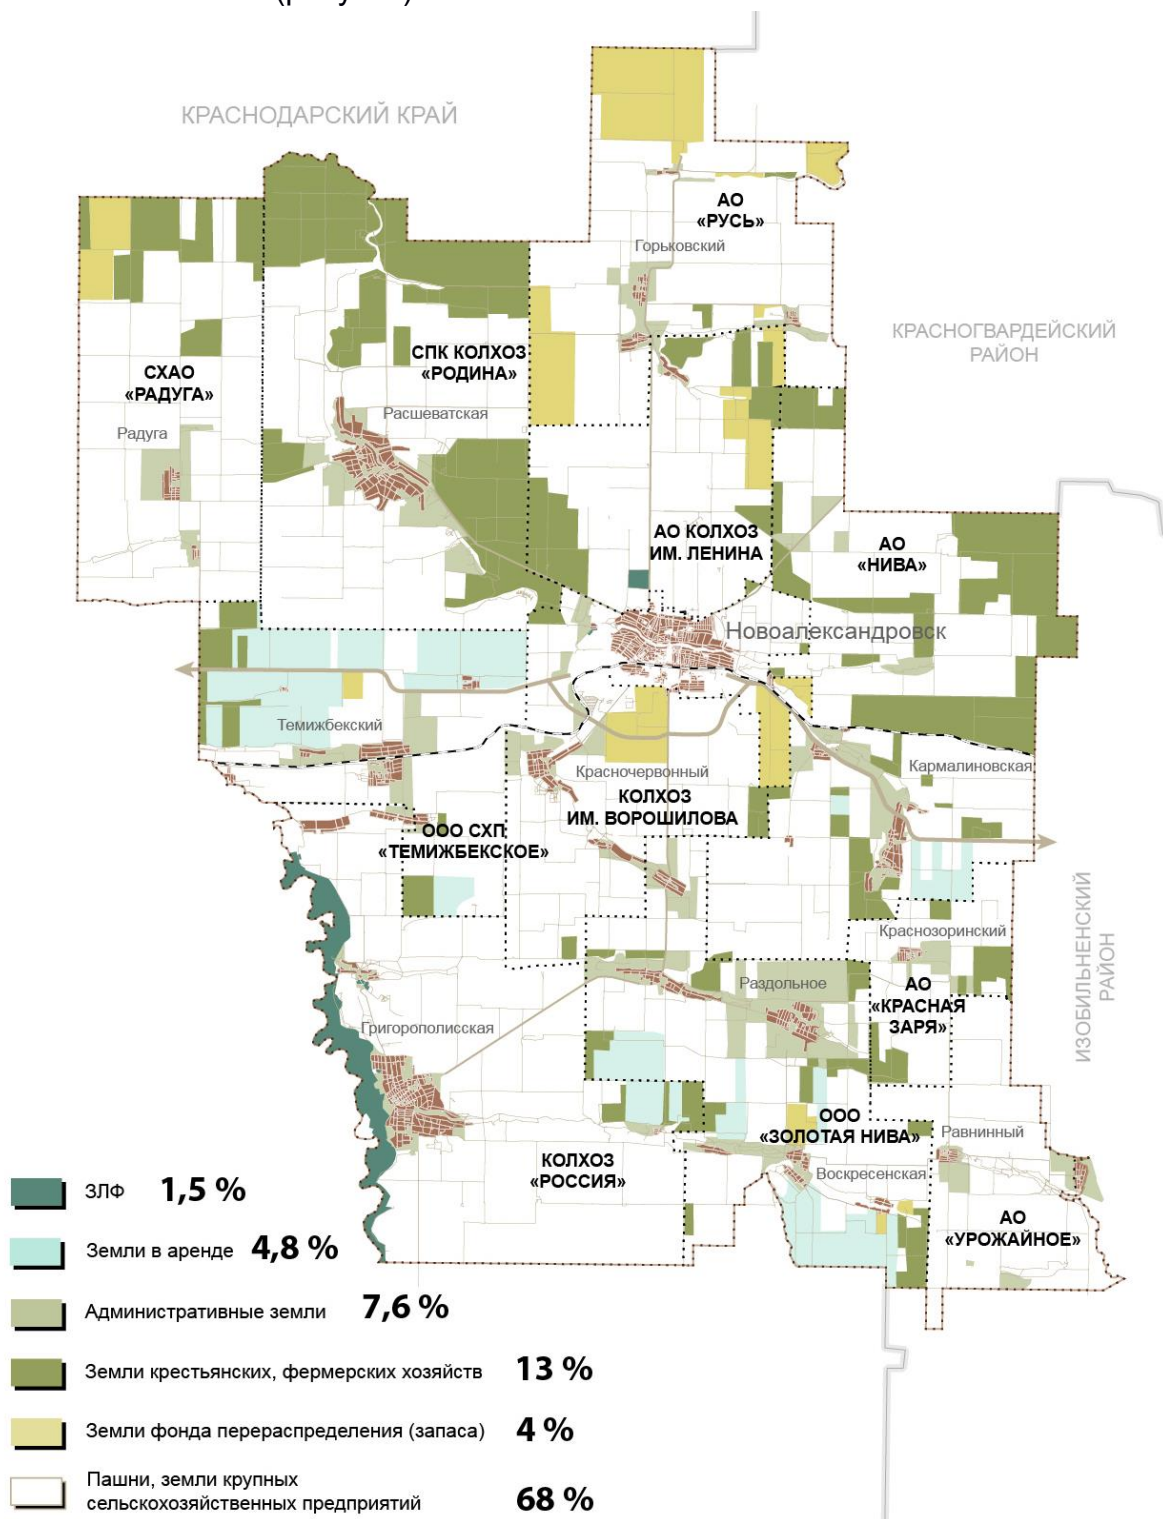 КРАСНОДАРСКИЙ КРАЙ
АО
«РУСЬ»
Горьковский
КРАСНОГВАРДЕЙСКИЙ
РАЙОН
СПК КОЛХОЗ
«РОДИНА»
СХАО
«РАДУГА»
Расшеватская
Радуга
АО КОЛХОЗ
ИМ. ЛЕНИНА
АО
«НИВА»
Новоалександровск
Темижбекский
Красночервонный
Кармалиновская
КОЛХОЗ
ИМ. ВОРОШИЛОВА
ООО СХП
«ТЕМИЖБЕКСКОЕ»
ИЗОБИЛЬНЕНСКИЙ
РАЙОН
Краснозоринский
Раздольное
АО
«КРАСНАЯ
ЗАРЯ»
Григорополисская
ООО
«ЗОЛОТАЯ НИВА»
Равнинный
КОЛХОЗ
«РОССИЯ»
Воскресенская
АО
«УРОЖАЙНОЕ»
ЗЛФ 1,5 %
Земли в аренде 4,8 %
Административные земли 7,6 %
Земли крестьянских, фермерских хозяйств 13 %
Земли фонда перераспределения (запаса) 4 %
Пашни, земли крупных
сельскохозяйственных предприятий 68 %